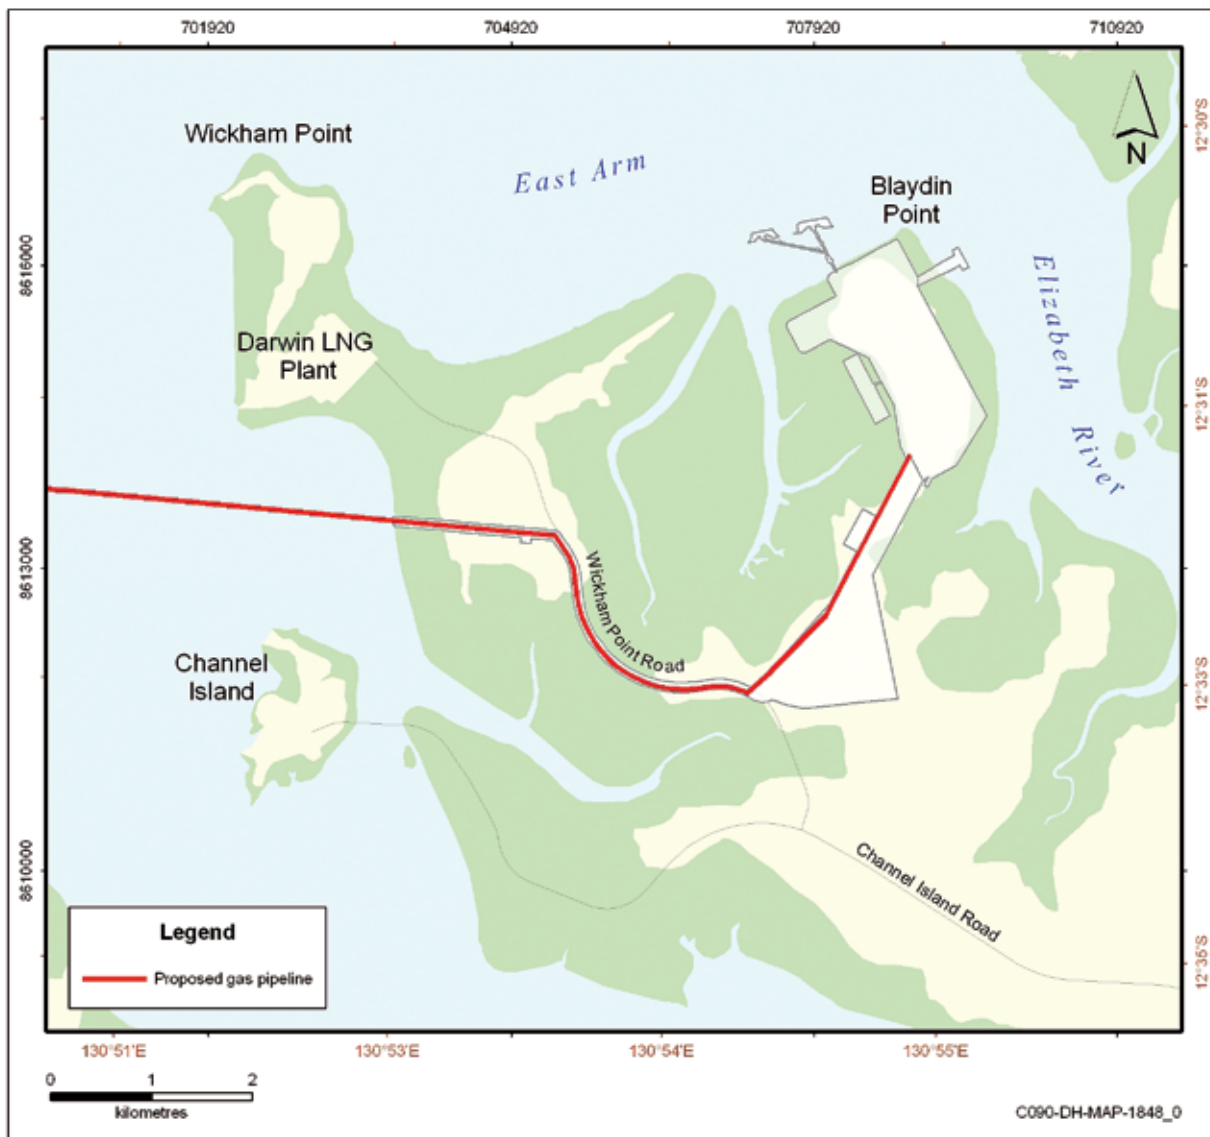 701920
704920
707920
710920
Wickham Point
East Arm
Blaydin
Point
N
12°30'S
8616000
Elizabeth River
Darwin LNG
Plant
12°31'S
8613000
Wickham Point Road
Channel
Island
12°33'S
8610000
Channel Island Road
Legend
Proposed gas pipeline
12°35'S
130°51'E
130°53'E
130°54'E
130°55'E
0 1 2
kilometres
C090-DH-MAP-1848_0